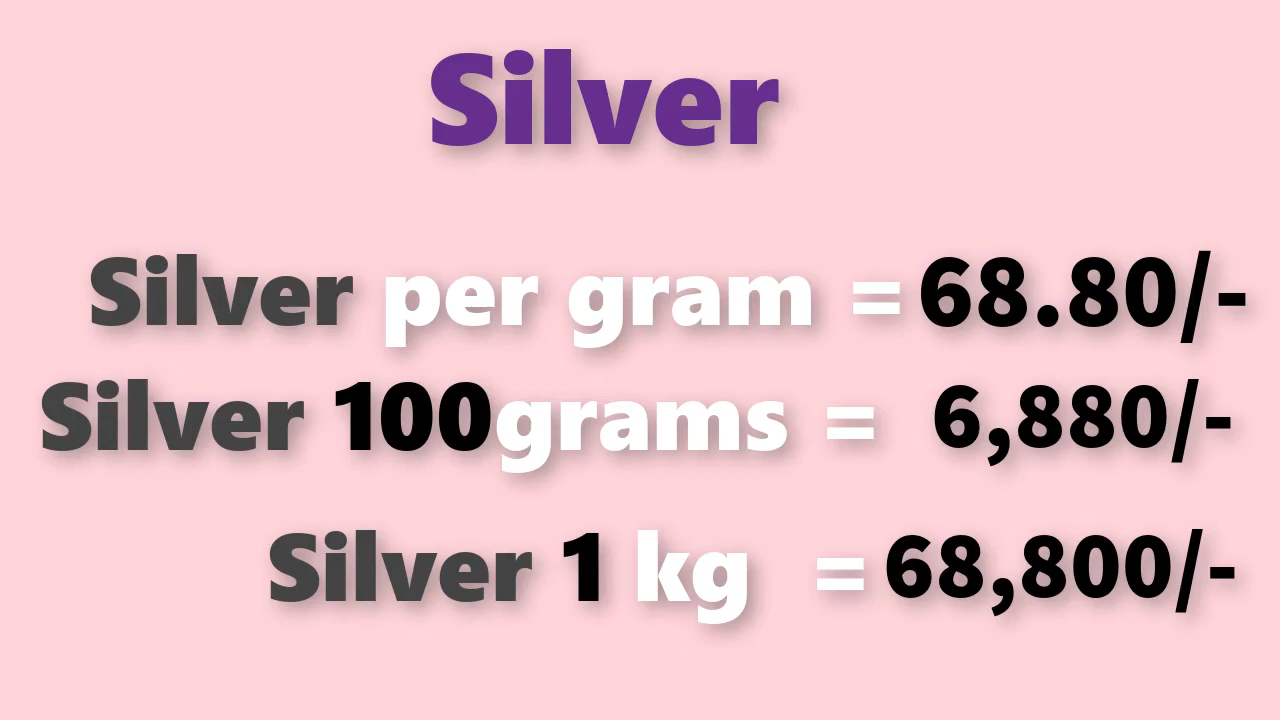 Silver
Silver per gram = 68.80/-
Silver 100grams = 6,880/-
Silver 1 kg = 68,800/-